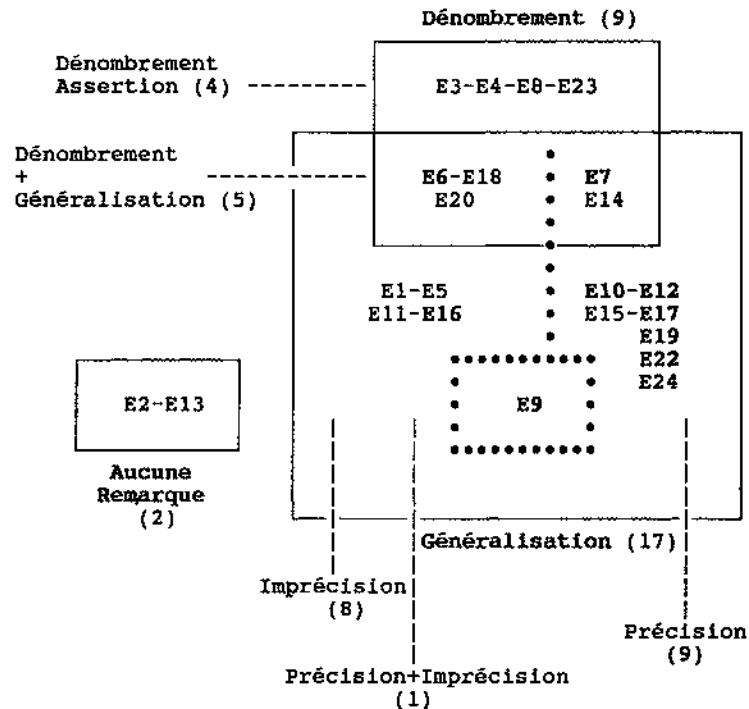 Dénombrement (9)
Dénombrement
Assertion (4)
E3-E4-E8-E23
Dénombrement
+
Généralisation (5)
E6-E18
E20
E7
E14
E1-E5
E11-E16
E10-E12
E15-E17
E19
E22
E24
E9
E2-E13
Aucune
Remarque
(2)
Généralisation (17)
Imprécision
(8)
Précision
(9)
Précision+Imprécision
(1)